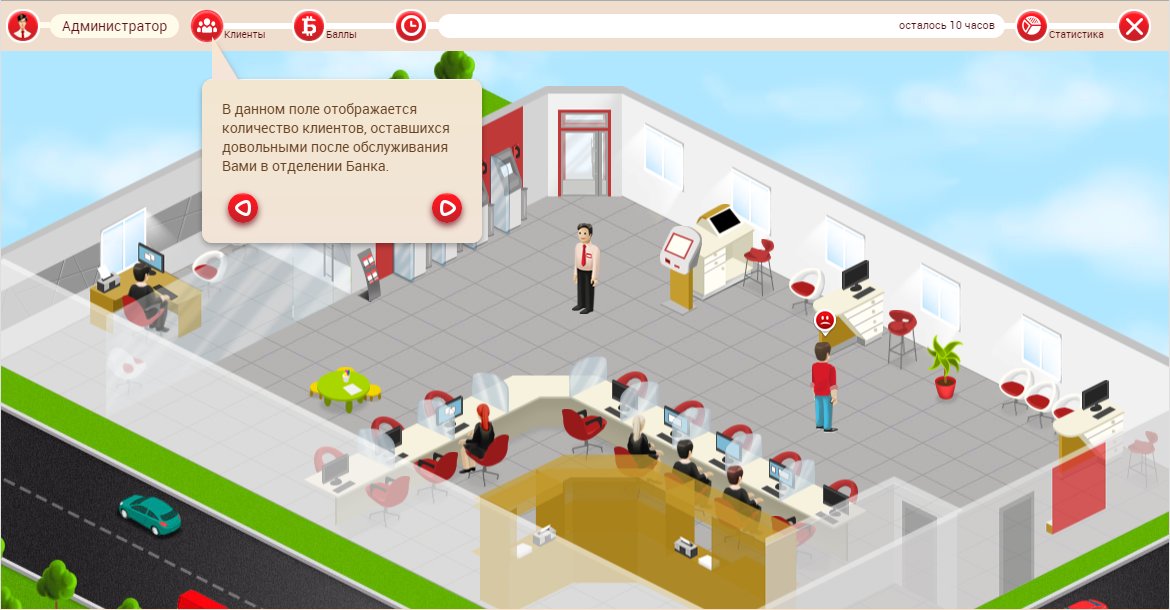 Администратор
Клиенты
Баллы
осталось 10 часов
Статистика
В данном поле отображается
количество клиентов, оставшихся
довольными после обслуживания
Вами в отделении Банка.